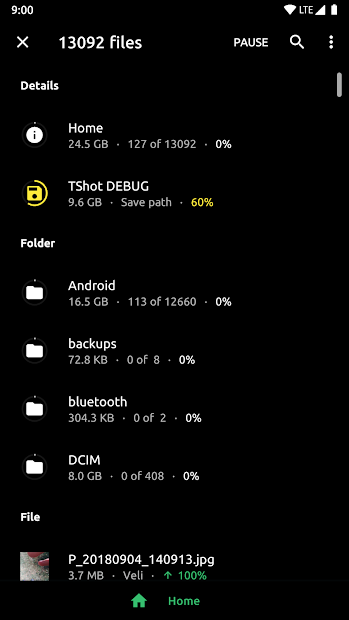 9:00 LTE
13092 files PAUSE
Details
Home
24.5 GB · 127 of 13092 · 0%
TShot DEBUG
9.6 GB · Save path · 60%
Folder
Android
16.5 GB · 113 of 12660 · 0%
backups
72.8 KB · 0 of 8 · 0%
bluetooth
304.3 KB · 0 of 2 · 0%
DCIM
8.0 GB · 0 of 408 · 0%
File
P_20180904_140913.jpg
3.7 MB · Veli · ↑ 100%
Home